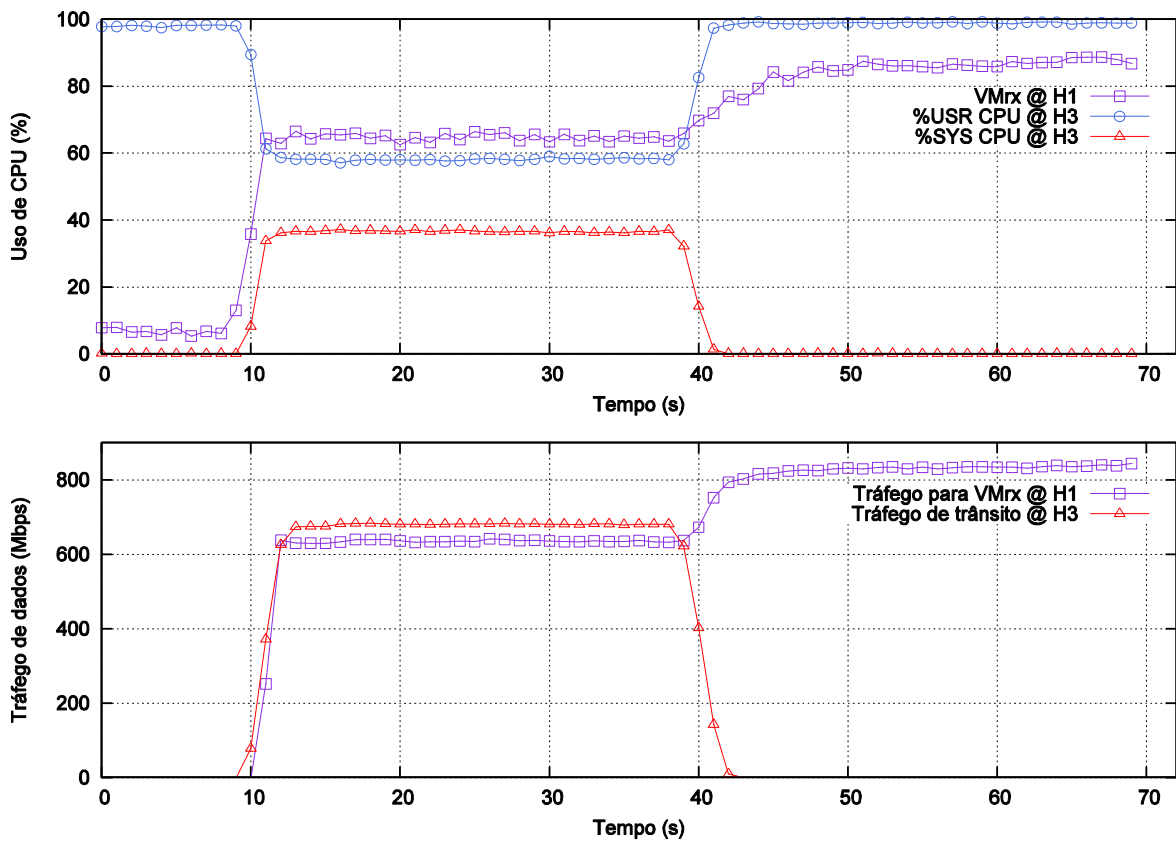 100
80
60
40
20
0
Uso de CPU (%)
VMrx @ H1
%USR CPU @ H3
%SYS CPU @ H3
0 10 20 30 40 50 60 70
Tempo (s)
800
600
400
200
0
Tráfego de dados (Mbps)
Tráfego para VMrx @ H1
Tráfego de trânsito @ H3
0 10 20 30 40 50 60 70
Tempo (s)